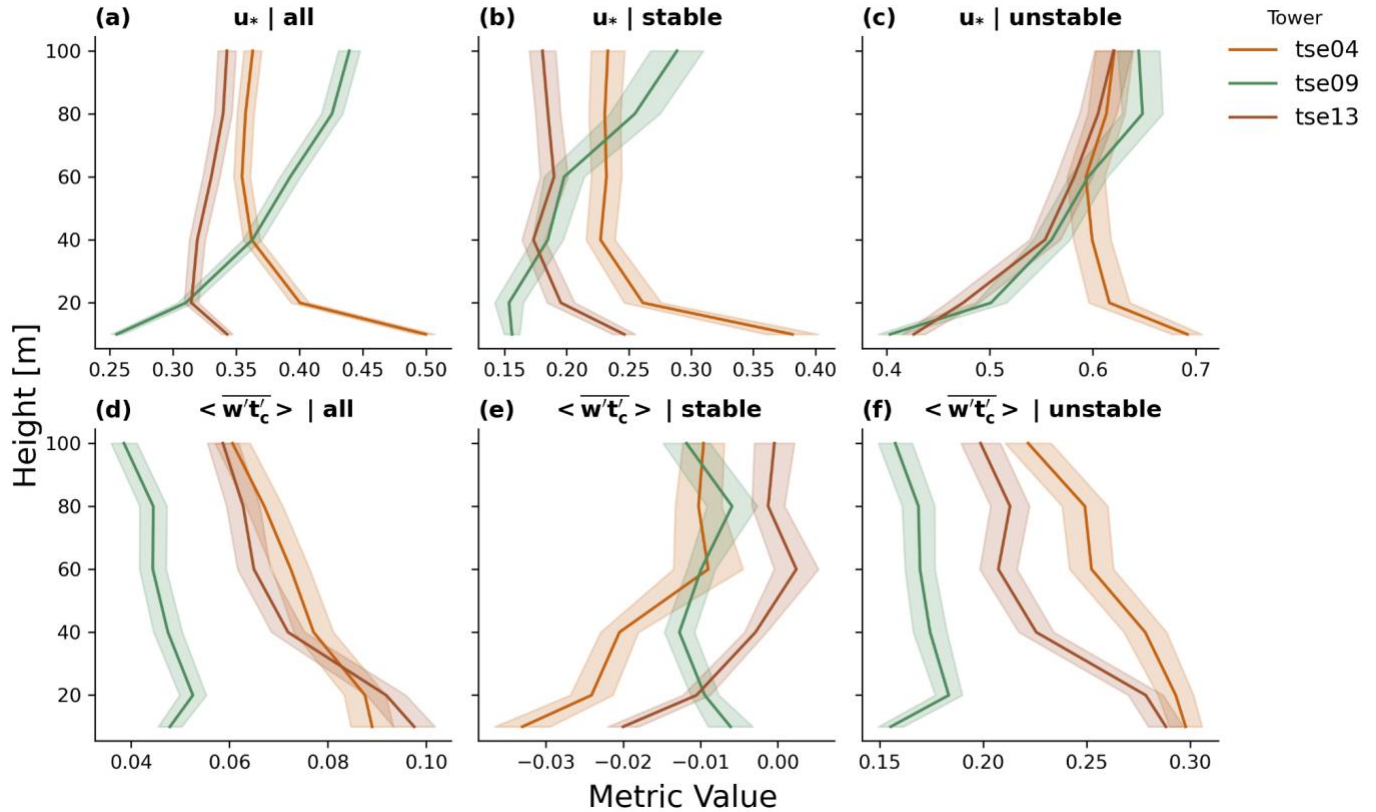 (a) u* | all
(b) u* | stable
(c) u* | unstable
Tower
tse04
tse09
tse13
100
80
60
40
20
0.25 0.30 0.35 0.40 0.45 0.50
0.15 0.20 0.25 0.30 0.35 0.40
0.4 0.5 0.6 0.7
Height [m]
(d) < w't'c > | all
(e) < w't'c > | stable
(f) < w't'c > | unstable
100
80
60
40
20
0.04 0.06 0.08 0.10
−0.03 −0.02 −0.01 0.00
0.15 0.20 0.25 0.30
Metric Value